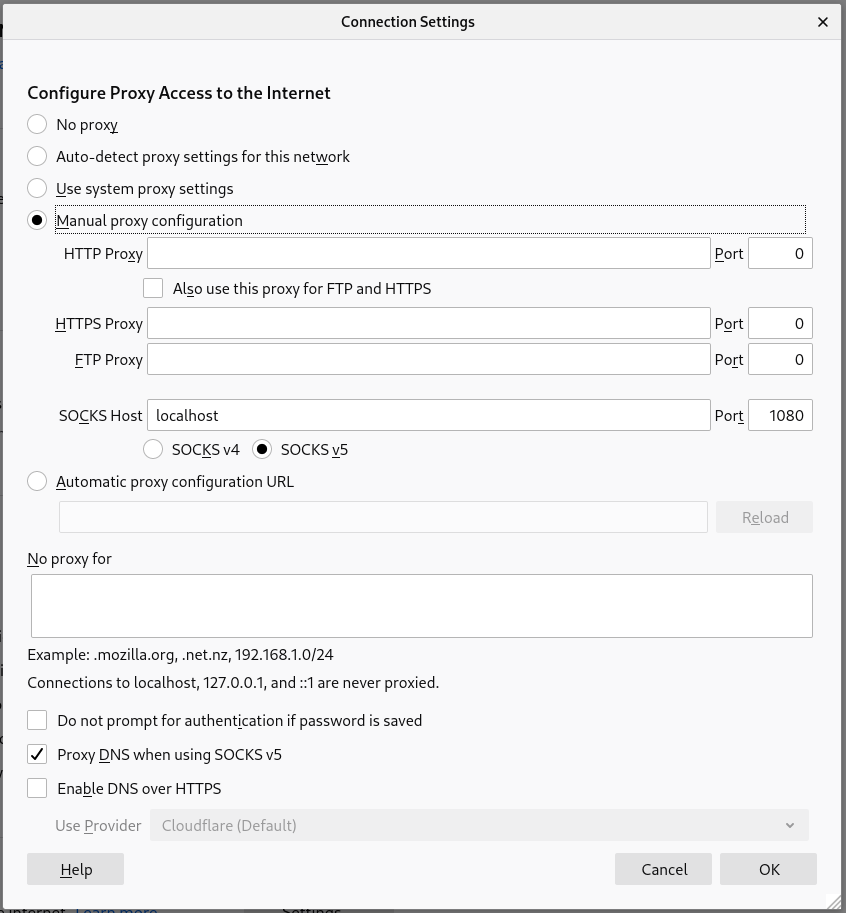 Connection Settings
Configure Proxy Access to the Internet
No proxy
Auto-detect proxy settings for this network
Use system proxy settings
Manual proxy configuration
HTTP Proxy Port 0
Also use this proxy for FTP and HTTPS
HTTPS Proxy Port 0
FTP Proxy Port 0
SOCKS Host localhost Port 1080
SOCKS v4 SOCKS v5
Automatic proxy configuration URL
Reload
No proxy for
Example: .mozilla.org, .net.nz, 192.168.1.0/24
Connections to localhost, 127.0.0.1, and ::1 are never proxied.
Do not prompt for authentication if password is saved
Proxy DNS when using SOCKS v5
Enable DNS over HTTPS
Use Provider Cloudflare (Default)
Help Cancel OK